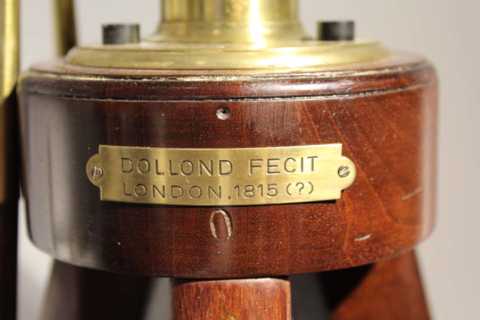 DOLLOND FECIT
LONDON. 1815 (?)